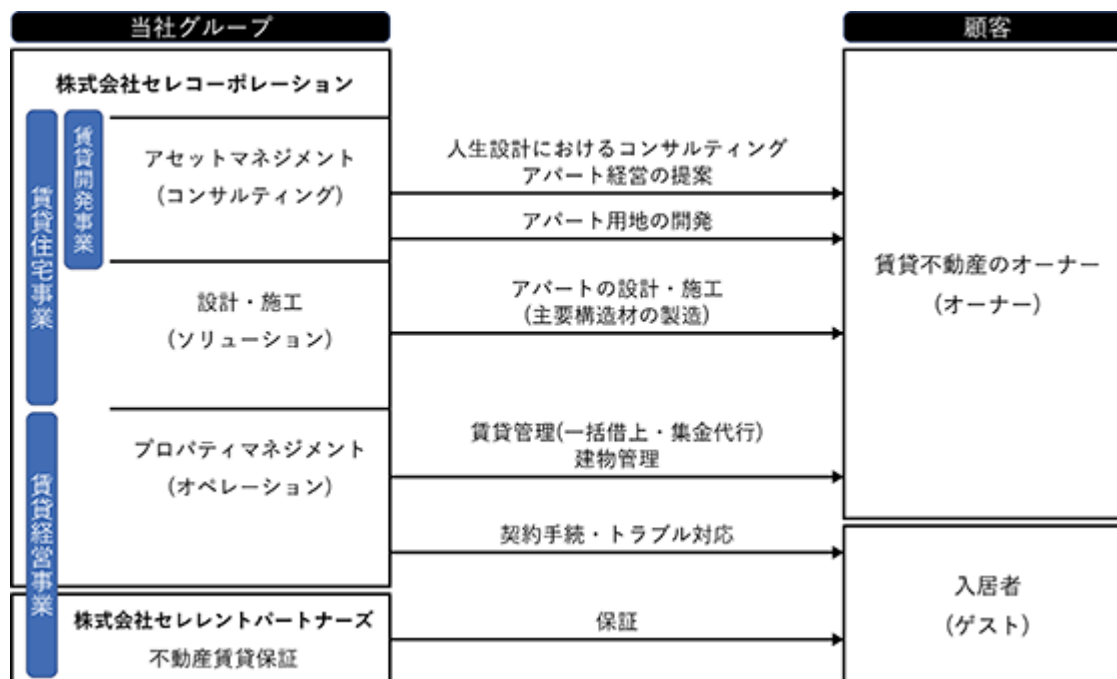 当社グループ
顧客
株式会社セレコーポレーション
賃貸住宅事業
賃貸開発事業
アセットマネジメント
(コンサルティング)
人生設計におけるコンサルティング
アパート経営の提案
アパート用地の開発
設計・施工
(ソリューション)
アパートの設計・施工
(主要構造材の製造)
賃貸不動産のオーナー
(オーナー)
賃貸経営事業
プロパティマネジメント
(オペレーション)
賃貸管理(一括借上・集金代行)
建物管理
契約手続・トラブル対応
株式会社セレレントパートナーズ
不動産賃貸保証
保証
入居者
(ゲスト)